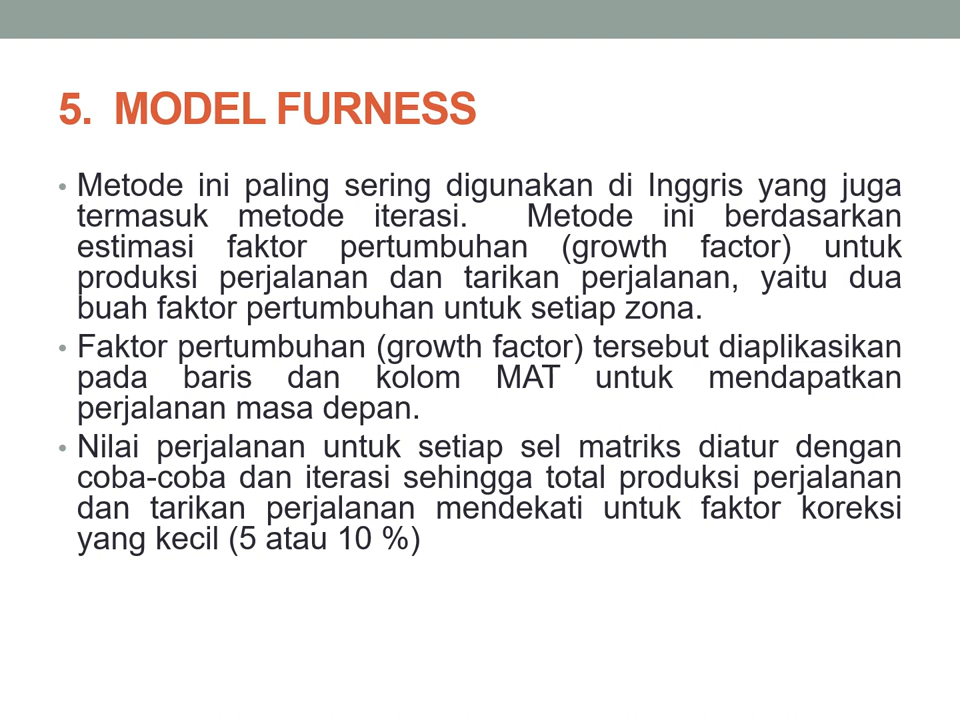 5. MODEL FURNESS
• Metode ini paling sering digunakan di Inggris yang juga
termasuk metode iterasi. Metode ini berdasarkan
estimasi faktor pertumbuhan (growth factor) untuk
produksi perjalanan dan tarikan perjalanan, yaitu dua
buah faktor pertumbuhan untuk setiap zona.
• Faktor pertumbuhan (growth factor) tersebut diaplikasikan
pada baris dan kolom MAT untuk mendapatkan
perjalanan masa depan.
• Nilai perjalanan untuk setiap sel matriks diatur dengan
coba-coba dan iterasi sehingga total produksi perjalanan
dan tarikan perjalanan mendekati untuk faktor koreksi
yang kecil (5 atau 10 %)